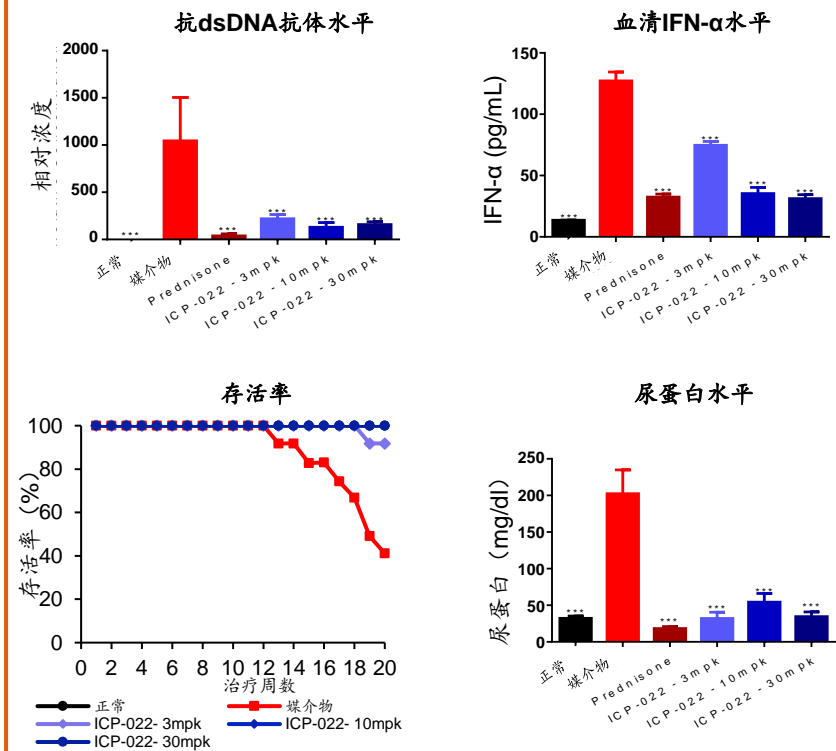 抗dsDNA抗体水平
相对浓度
2000
1500
1000
500
0
***
***
***
***
***
正常
媒介物
Prednisone
ICP-022 - 3mpk
ICP-022 - 10mpk
ICP-022 - 30mpk
血清IFN-α水平
IFN-α (pg/mL)
150
100
50
0
***
***
***
***
***
正常
媒介物
Prednisone
ICP-022 - 3mpk
ICP-022 - 10mpk
ICP-022 - 30mpk
存活率
存活率 (%)
100
80
60
40
20
0
0 2 4 6 8 10 12 14 16 18 20
治疗周数
正常
媒介物
ICP-022- 3mpk
ICP-022- 10mpk
ICP-022- 30mpk
尿蛋白水平
尿蛋白 (mg/dl)
250
200
150
100
50
0
***
***
***
***
***
正常
媒介物
Prednisone
ICP-022 - 3mpk
ICP-022 - 10mpk
ICP-022 - 30mpk